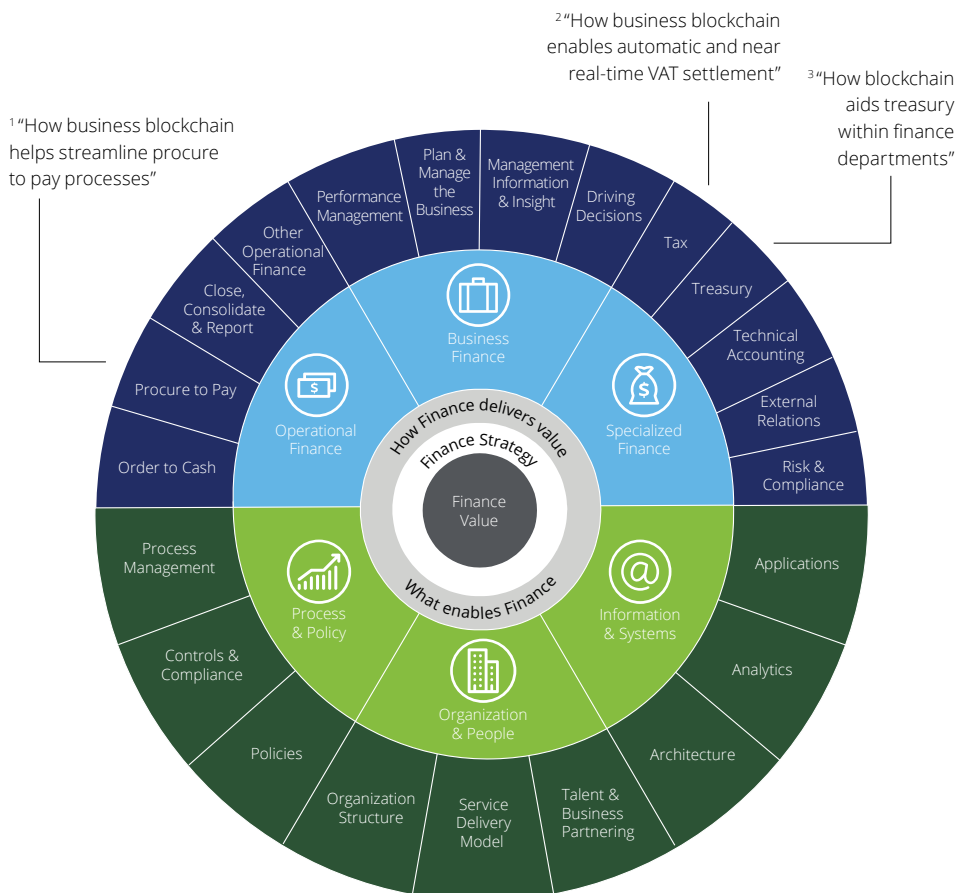 ² “How business blockchain
enables automatic and near
real-time VAT settlement”
³ “How blockchain
aids treasury
within finance
departments”
¹ “How business blockchain
helps streamline procure
to pay processes”
Order to Cash
Procure to Pay
Close,
Consolidate
& Report
Other
Operational
Finance
Performance
Management
Plan &
Manage
the
Business
Management
Information
& Insight
Driving
Decisions
Tax
Treasury
Technical
Accounting
External
Relations
Risk &
Compliance
Operational
Finance
$
Business
Finance
Specialized
Finance
$
How Finance delivers value
Finance Strategy
Finance
Value
What enables Finance
Process
& Policy
Organization
& People
@
Information
& Systems
Process
Management
Controls &
Compliance
Policies
Organization
Structure
Service
Delivery
Model
Talent &
Business
Partnering
Architecture
Analytics
Applications